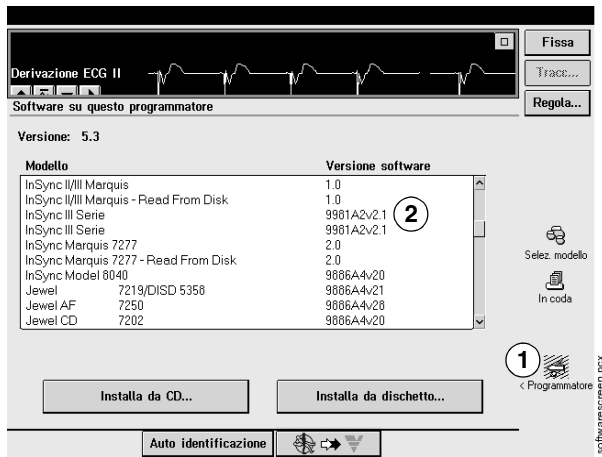 Fissa
Derivazione ECG II
Tracc...
Software su questo programmatore
Regola...
Versione: 5.3
Modello Versione software
InSync II/III Marquis 1.0
InSync II/III Marquis - Read From Disk 1.0
InSync III Serie 9981A2v2.1
InSync III Serie 9981A2v2.1
2
InSync Marquis 7277 2.0
InSync Marquis 7277 - Read From Disk 2.0
InSync Model 8040 9886A4v20
Jewel 7219/DISD 5358 9886A4v21
Jewel AF 7250 9886A4v28
Jewel CD 7202 9886A4v20
Selez. modello
In coda
1
< Programmatore
Installa da CD... Installa da dischetto...
Auto identificazione
softwarescreen.pcx